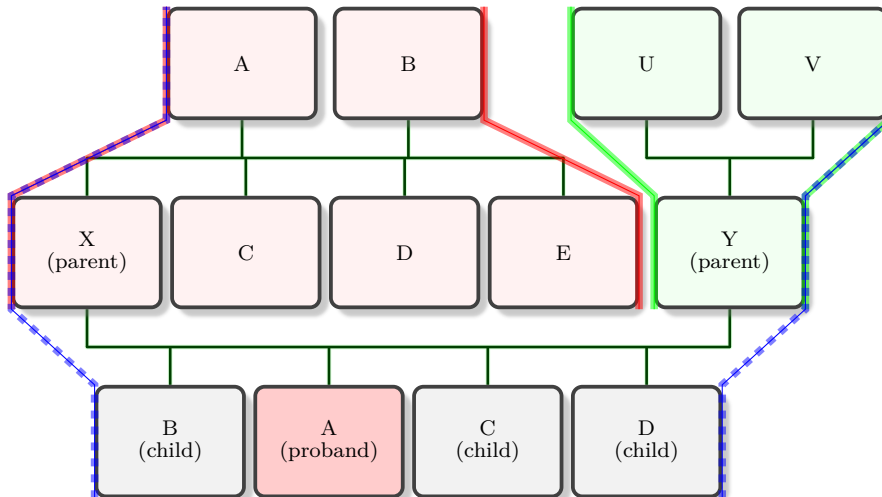 A
B
U
V
X
(parent)
C
D
E
Y
(parent)
B
(child)
A
(proband)
C
(child)
D
(child)